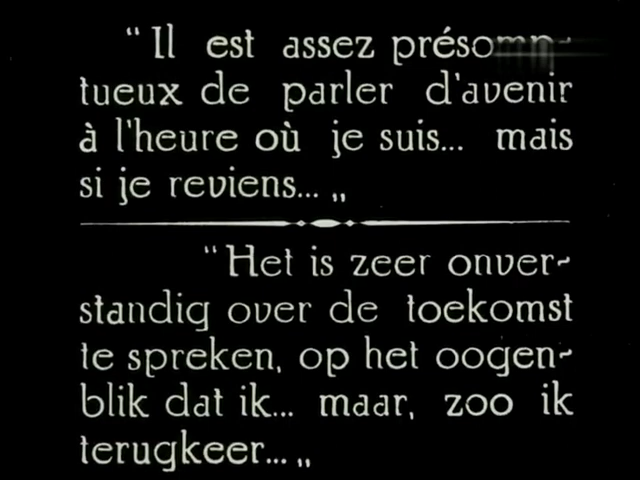 “Il est assez présomp-
tueux de parler d'avenir
à l'heure où je suis... mais
si je reviens...„
“Het is zeer onver-
standig over de toekomst
te spreken, op het oogen-
blik dat ik... maar, zoo ik
terugkeer...„